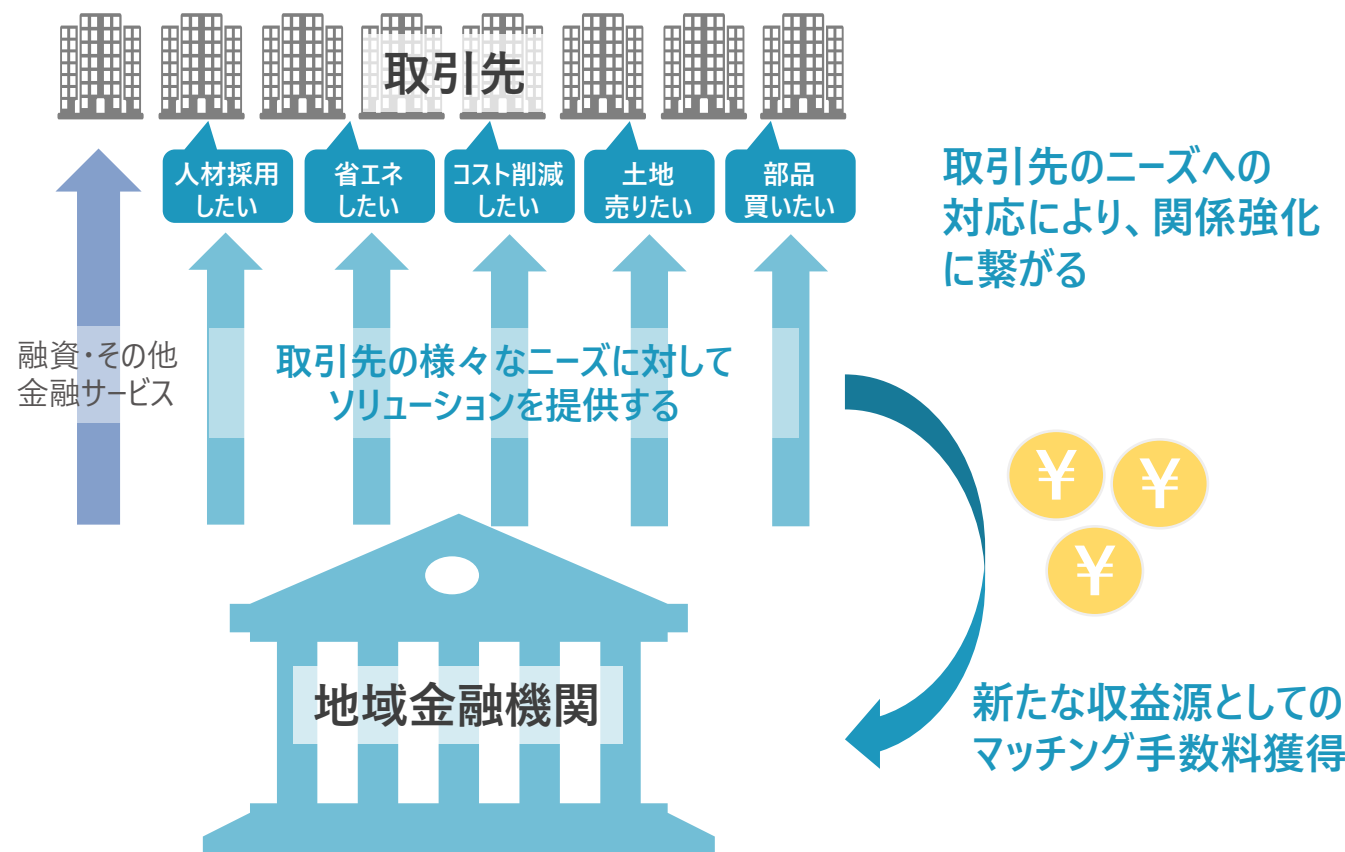 取引先
人材採用
したい
省エネ
したい
コスト削減
したい
土地
売りたい
部品
買いたい
取引先のニーズへの
対応により、関係強化
に繋がる
融資・その他
金融サービス
取引先の様々なニーズに対して
ソリューションを提供する
¥
¥
¥
地域金融機関
新たな収益源としての
マッチング手数料獲得